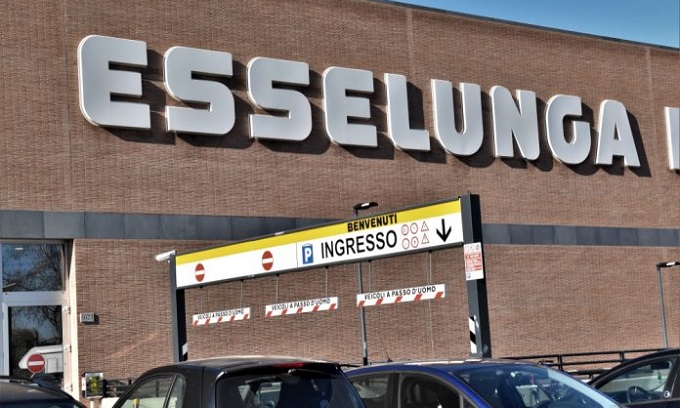 ESSELUNGA
BENVENUTI
P INGRESSO
VEICOLI A PASSO D'UOMO
VEICOLI A PASSO D'UOMO
VEICOLI A PASSO D'UOMO